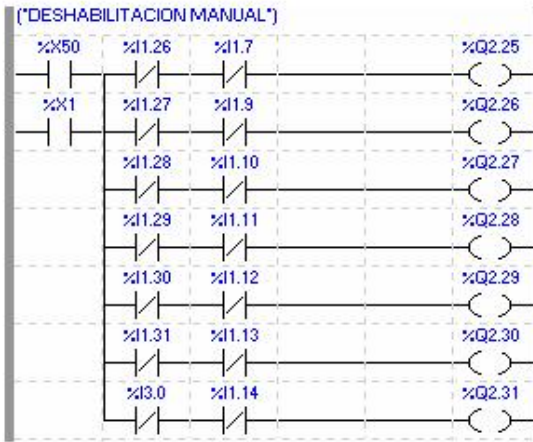 (*DESHABILITACION MANUAL*)
%X50 %I1.26 %I1.7 %Q2.25
%X1 %I1.27 %I1.9 %Q2.26
%I1.28 %I1.10 %Q2.27
%I1.29 %I1.11 %Q2.28
%I1.30 %I1.12 %Q2.29
%I1.31 %I1.13 %Q2.30
%I3.0 %I1.14 %Q2.31